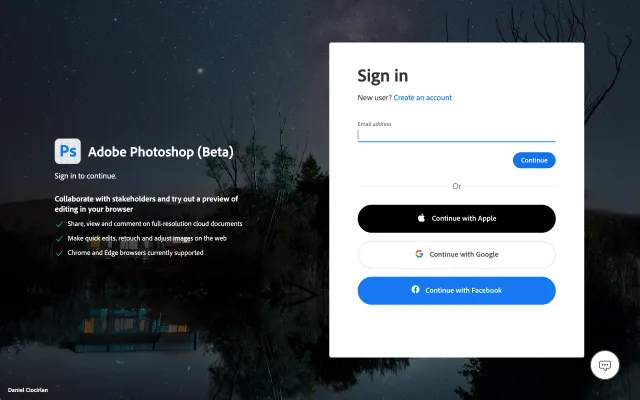 Ps Adobe Photoshop (Beta)
Sign in to continue.
Collaborate with stakeholders and try out a preview of
editing in your browser
Share, view and comment on full-resolution cloud documents
Make quick edits, retouch and adjust images on the web
Chrome and Edge browsers currently supported
Daniel Ciocirlan
Sign in
New user? Create an account
Email address
Continue
Or
Continue with Apple
Continue with Google
Continue with Facebook